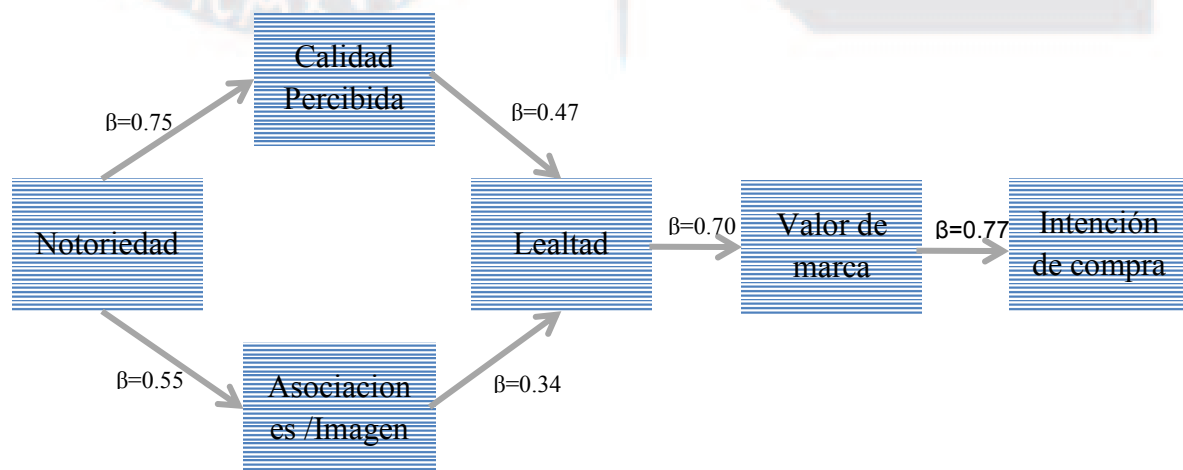 Calidad
Percibida
β=0.75
β=0.47
Notoriedad
Lealtad
β=0.70
Valor de
marca
β=0.77
Intención
de compra
β=0.55
Asociacion
es /Imagen
β=0.34